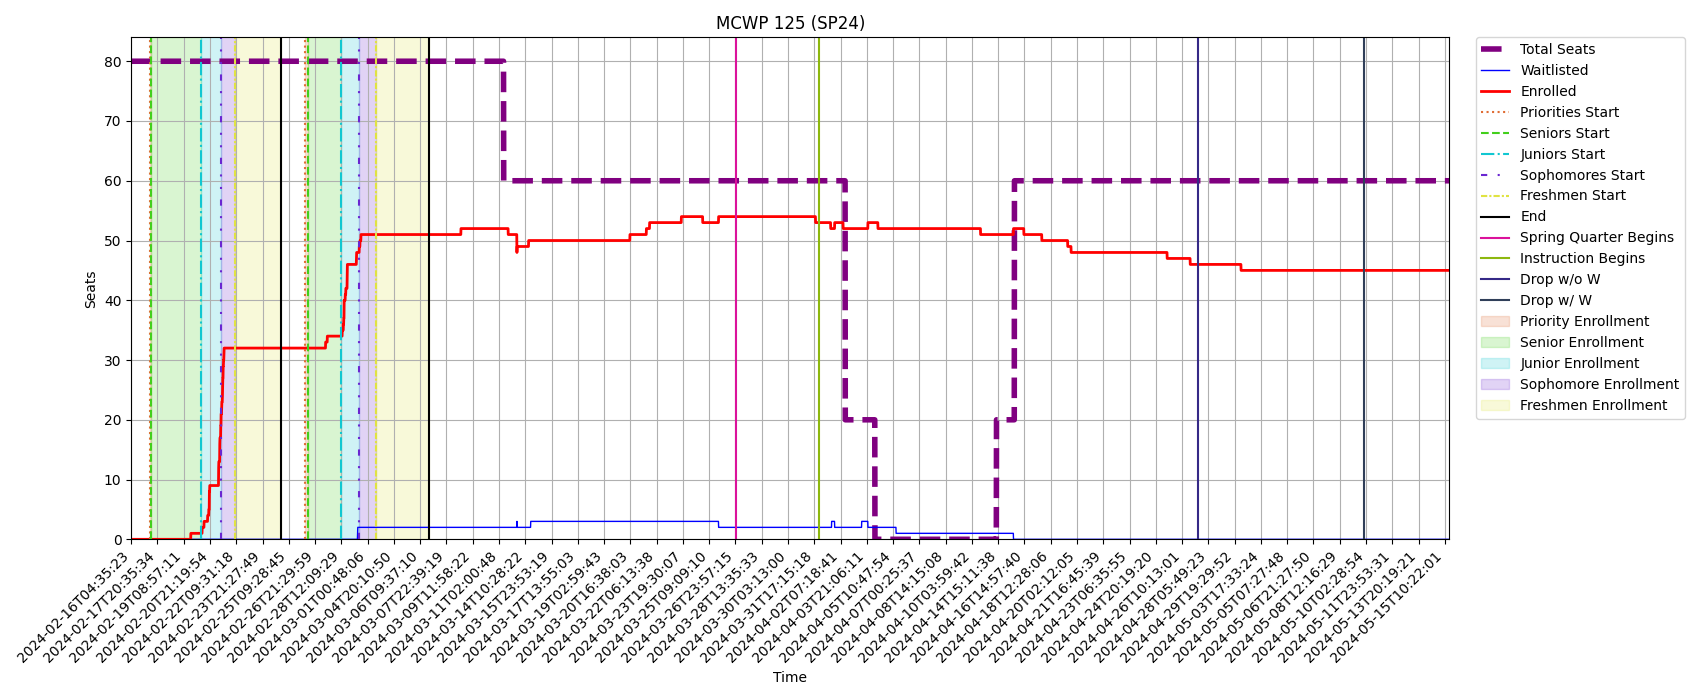 MCWP 125 (SP24)
Seats
80
70
60
50
40
30
20
10
0
2024-02-16T04:35:23
2024-02-17T20:35:34
2024-02-19T08:57:11
2024-02-20T21:19:54
2024-02-22T09:31:18
2024-02-23T21:27:49
2024-02-25T09:28:45
2024-02-26T21:29:59
2024-02-28T12:09:29
2024-03-01T00:48:06
2024-03-04T20:10:50
2024-03-06T09:37:10
2024-03-07T22:39:19
2024-03-11T11:58:22
2024-03-12T01:00:48
2024-03-14T10:28:22
2024-03-15T23:53:19
2024-03-17T13:55:03
2024-03-19T02:59:43
2024-03-20T16:38:03
2024-03-22T06:13:38
2024-03-23T19:30:07
2024-03-25T09:09:10
2024-03-26T23:57:15
2024-03-28T13:35:33
2024-03-30T03:13:00
2024-03-31T17:15:18
2024-04-02T07:18:41
2024-04-03T21:06:11
2024-04-05T10:47:54
2024-04-07T00:25:37
2024-04-08T14:15:08
2024-04-10T03:59:42
2024-04-14T15:11:38
2024-04-16T14:57:40
2024-04-18T12:28:06
2024-04-20T02:12:05
2024-04-21T16:45:39
2024-04-23T06:35:55
2024-04-24T20:19:20
2024-04-26T10:13:01
2024-04-28T05:49:23
2024-04-29T19:29:52
2024-05-03T17:33:24
2024-05-05T07:27:48
2024-05-06T21:27:50
2024-05-08T12:16:29
2024-05-10T02:28:54
2024-05-11T23:53:31
2024-05-13T20:19:21
2024-05-15T10:22:01
Time
Total Seats
Waitlisted
Enrolled
Priorities Start
Seniors Start
Juniors Start
Sophomores Start
Freshmen Start
End
Spring Quarter Begins
Instruction Begins
Drop w/o W
Drop w/ W
Priority Enrollment
Senior Enrollment
Junior Enrollment
Sophomore Enrollment
Freshmen Enrollment